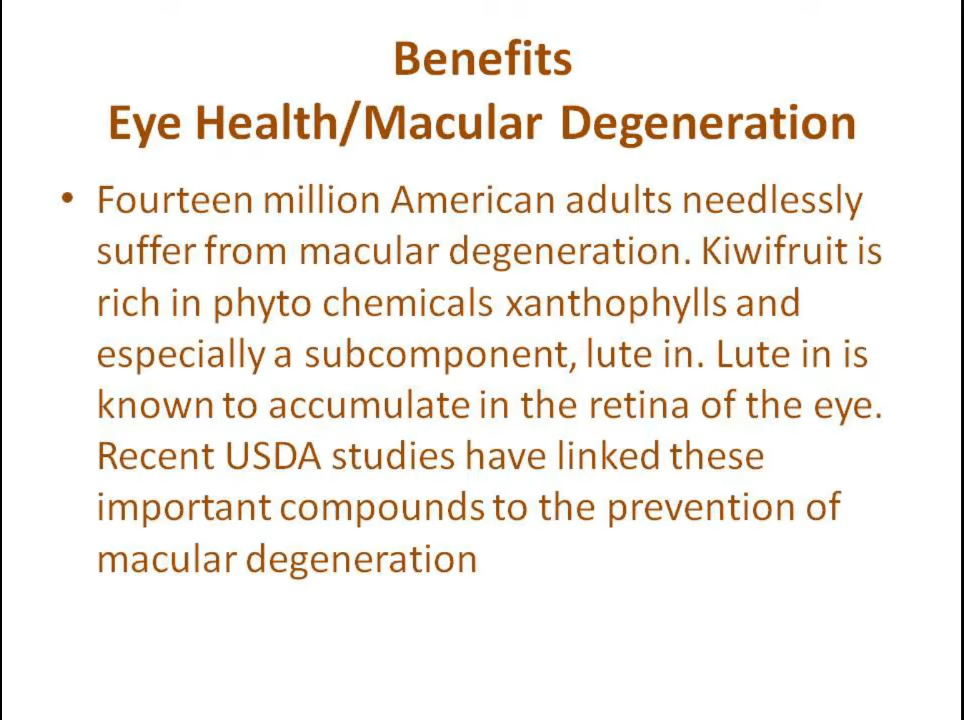 Benefits
Eye Health/Macular Degeneration
• Fourteen million American adults needlessly
suffer from macular degeneration. Kiwifruit is
rich in phyto chemicals xanthophylls and
especially a subcomponent, lute in. Lute in is
known to accumulate in the retina of the eye.
Recent USDA studies have linked these
important compounds to the prevention of
macular degeneration